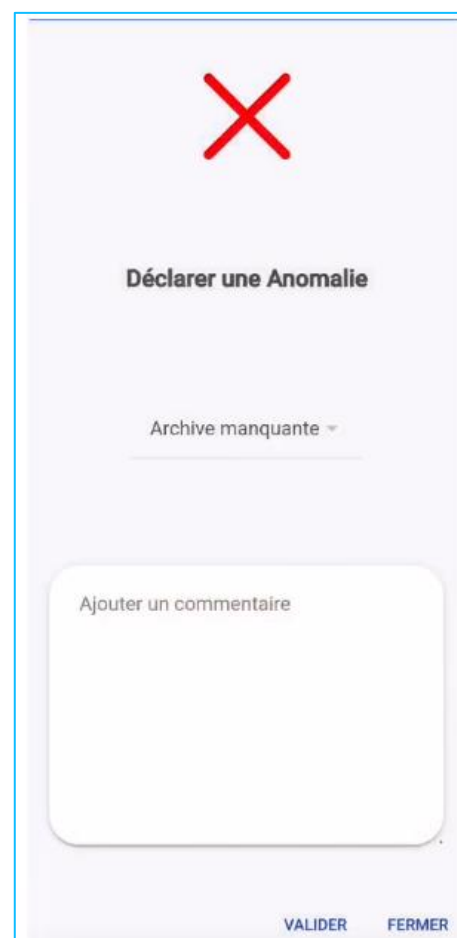 Déclarer une Anomalie
Archive manquante
Ajouter un commentaire
VALIDER FERMER